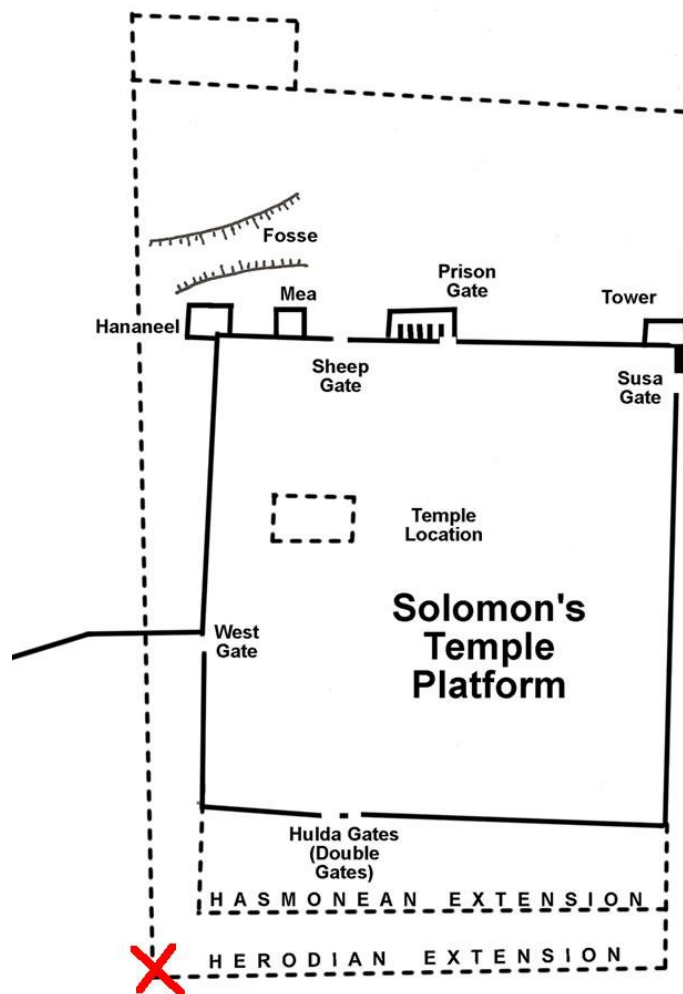 Fosse
Mea
Prison
Gate
Tower
Hananeel
Sheep
Gate
Susa
Gate
Temple
Location
Solomon's
Temple
Platform
West
Gate
Hulda Gates
(Double
Gates)
HASMONEAN EXTENSION
HERODIAN EXTENSION